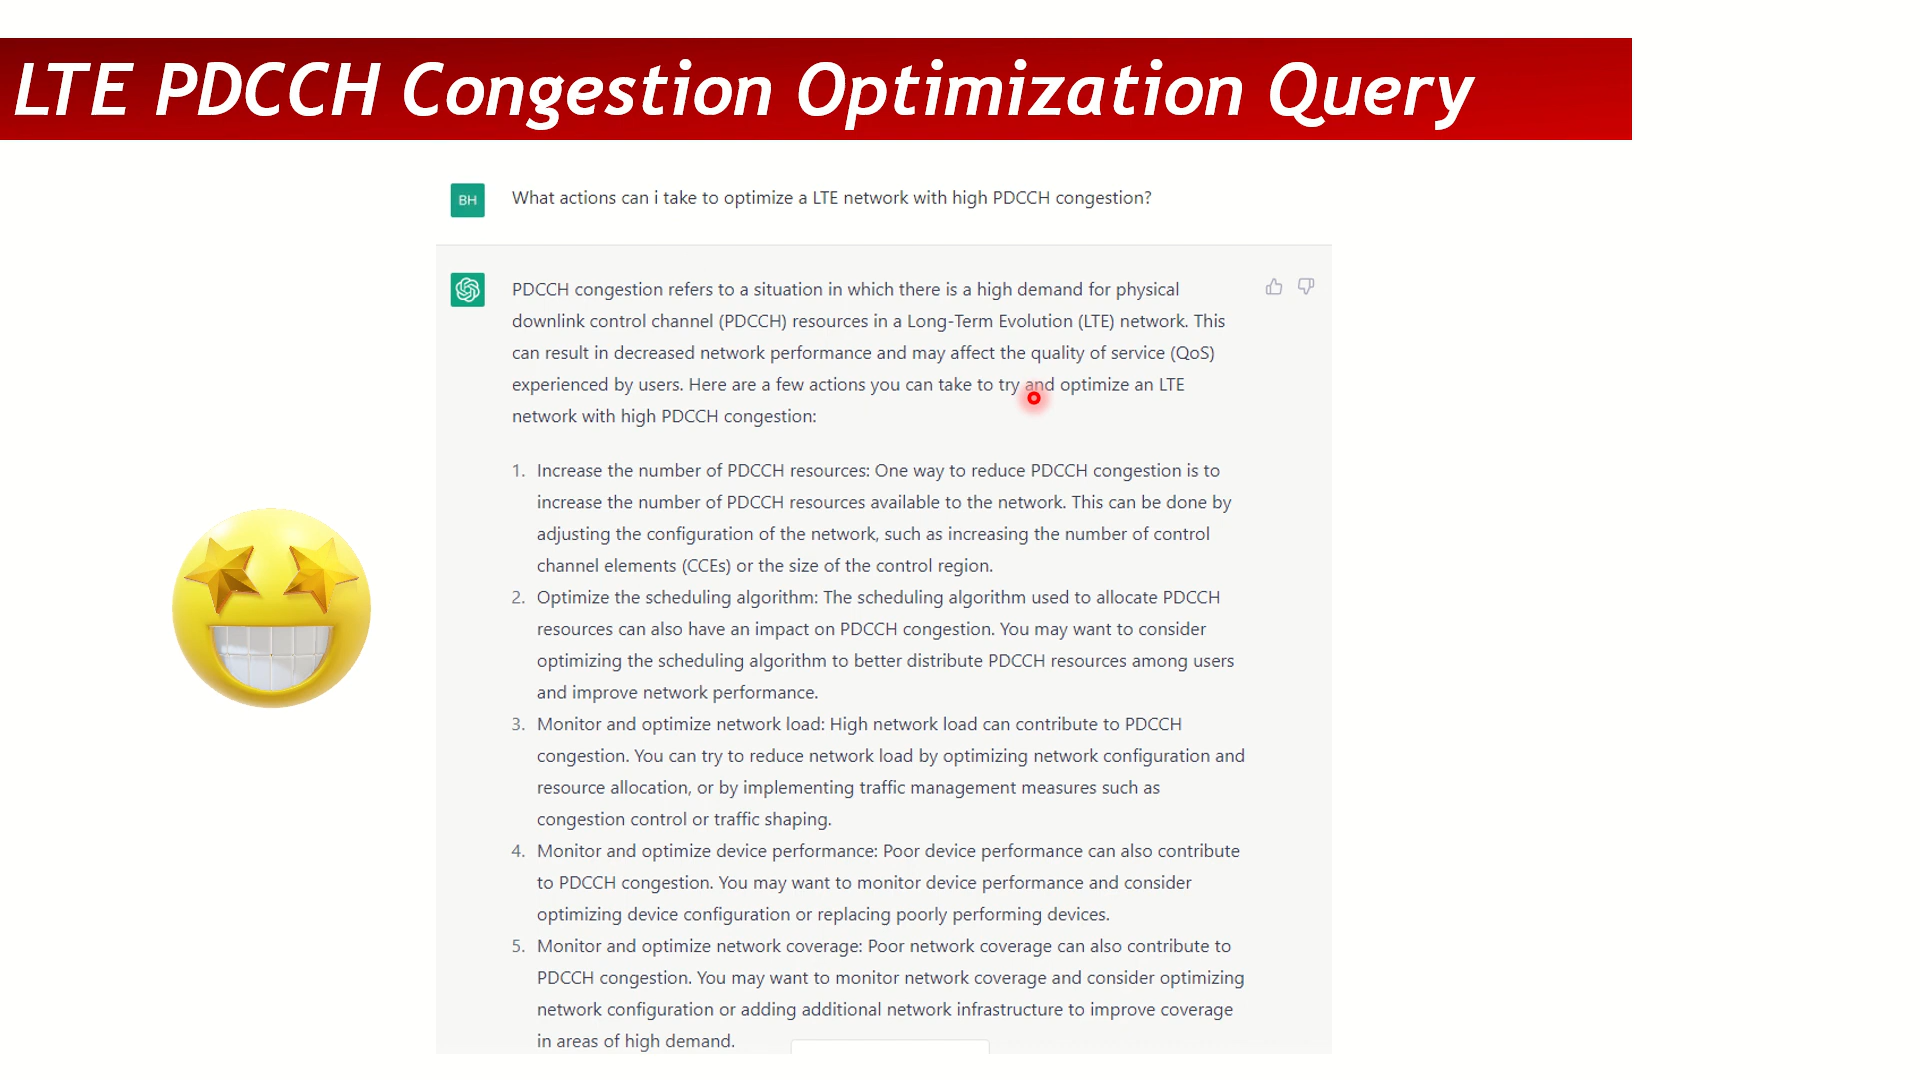 LTE PDCCH Congestion Optimization Query
BH
What actions can i take to optimize a LTE network with high PDCCH congestion?
PDCCH congestion refers to a situation in which there is a high demand for physical
downlink control channel (PDCCH) resources in a Long-Term Evolution (LTE) network. This
can result in decreased network performance and may affect the quality of service (QoS)
experienced by users. Here are a few actions you can take to try and optimize an LTE
network with high PDCCH congestion:
1. Increase the number of PDCCH resources: One way to reduce PDCCH congestion is to
increase the number of PDCCH resources available to the network. This can be done by
adjusting the configuration of the network, such as increasing the number of control
channel elements (CCEs) or the size of the control region.
2. Optimize the scheduling algorithm: The scheduling algorithm used to allocate PDCCH
resources can also have an impact on PDCCH congestion. You may want to consider
optimizing the scheduling algorithm to better distribute PDCCH resources among users
and improve network performance.
3. Monitor and optimize network load: High network load can contribute to PDCCH
congestion. You can try to reduce network load by optimizing network configuration and
resource allocation, or by implementing traffic management measures such as
congestion control or traffic shaping.
4. Monitor and optimize device performance: Poor device performance can also contribute
to PDCCH congestion. You may want to monitor device performance and consider
optimizing device configuration or replacing poorly performing devices.
5. Monitor and optimize network coverage: Poor network coverage can also contribute to
PDCCH congestion. You may want to monitor network coverage and consider optimizing
network configuration or adding additional network infrastructure to improve coverage
in areas of high demand.